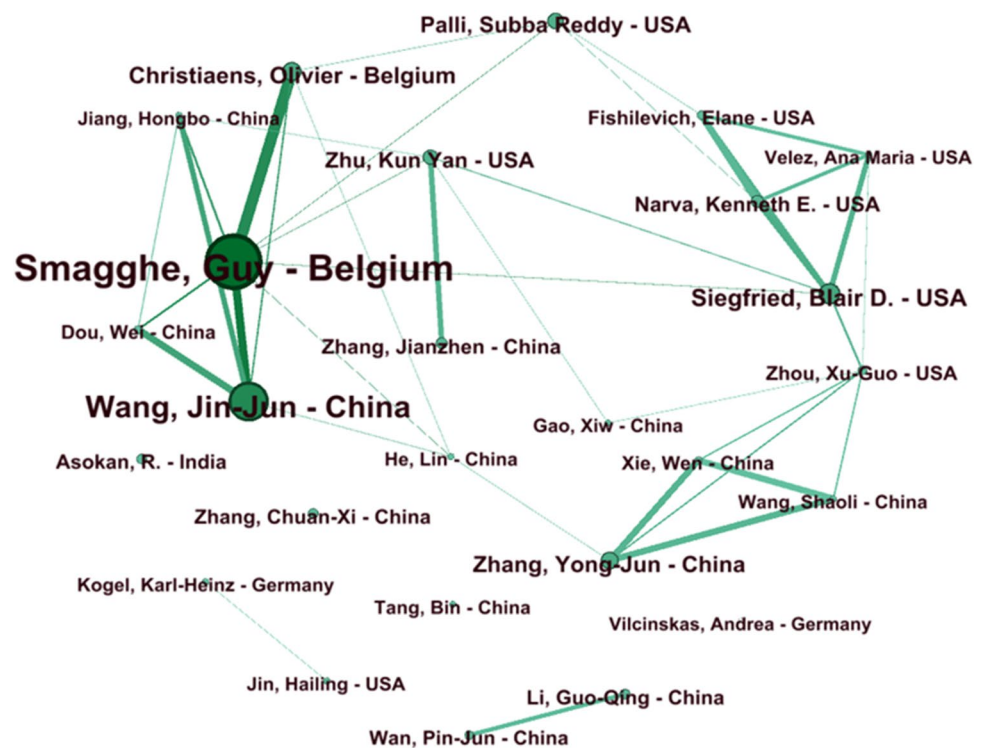 Palli, Subba Reddy - USA
Christiaens, Olivier - Belgium
Jiang, Hongbo - China
Fishilevich, Elane - USA
Zhu, Kun Yan - USA
Velez, Ana Maria - USA
Narva, Kenneth E. - USA
Smagghe, Guy - Belgium
Siegfried, Blair D. - USA
Dou, Wei - China
Zhang, Jianzhen - China
Zhou, Xu-Guo - USA
Wang, Jin-Jun - China
Gao, Xiw - China
Asokan, R. - India
He, Lin - China
Xie, Wen - China
Wang, Shaoli - China
Zhang, Chuan-Xi - China
Zhang, Yong-Jun - China
Kogel, Karl-Heinz - Germany
Tang, Bin - China
Vilcinskas, Andrea - Germany
Jin, Hailing - USA
Li, Guo-Qing - China
Wan, Pin-Jun - China